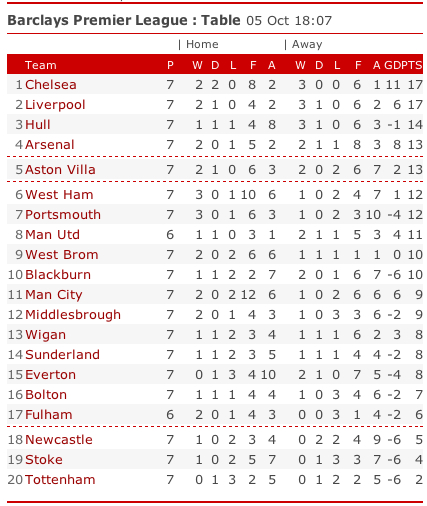 Barclays Premier League : Table 05 Oct 18:07
| Home | Away
Team P W D L F A W D L F A GD PTS
1 Chelsea 7 2 2 0 8 2 3 0 0 6 1 11 17
2 Liverpool 7 2 1 0 4 2 3 1 0 6 2 6 17
3 Hull 7 1 1 1 4 8 3 1 0 6 3 -1 14
4 Arsenal 7 2 0 1 5 2 2 1 1 8 3 8 13
5 Aston Villa 7 2 1 0 6 3 2 0 2 6 7 2 13
6 West Ham 7 3 0 1 10 6 1 0 2 4 7 1 12
7 Portsmouth 7 3 0 1 6 3 1 0 2 3 10 -4 12
8 Man Utd 6 1 1 0 3 1 2 1 1 5 3 4 11
9 West Brom 7 2 0 2 6 6 1 1 1 1 1 0 10
10 Blackburn 7 1 1 2 2 7 2 0 1 6 7 -6 10
11 Man City 7 2 0 2 12 6 1 0 2 6 6 6 9
12 Middlesbrough 7 2 0 1 4 3 1 0 3 3 6 -2 9
13 Wigan 7 1 1 2 3 4 1 1 1 6 2 3 8
14 Sunderland 7 1 1 2 3 5 1 1 1 4 4 -2 8
15 Everton 7 0 1 3 4 10 2 1 0 7 5 -4 8
16 Bolton 7 1 1 1 4 4 1 0 3 4 6 -2 7
17 Fulham 6 2 0 1 4 3 0 0 3 1 4 -2 6
18 Newcastle 7 1 0 2 3 4 0 2 2 4 9 -6 5
19 Stoke 7 1 0 2 5 7 0 1 3 3 7 -6 4
20 Tottenham 7 0 1 3 2 5 0 1 2 2 5 -6 2